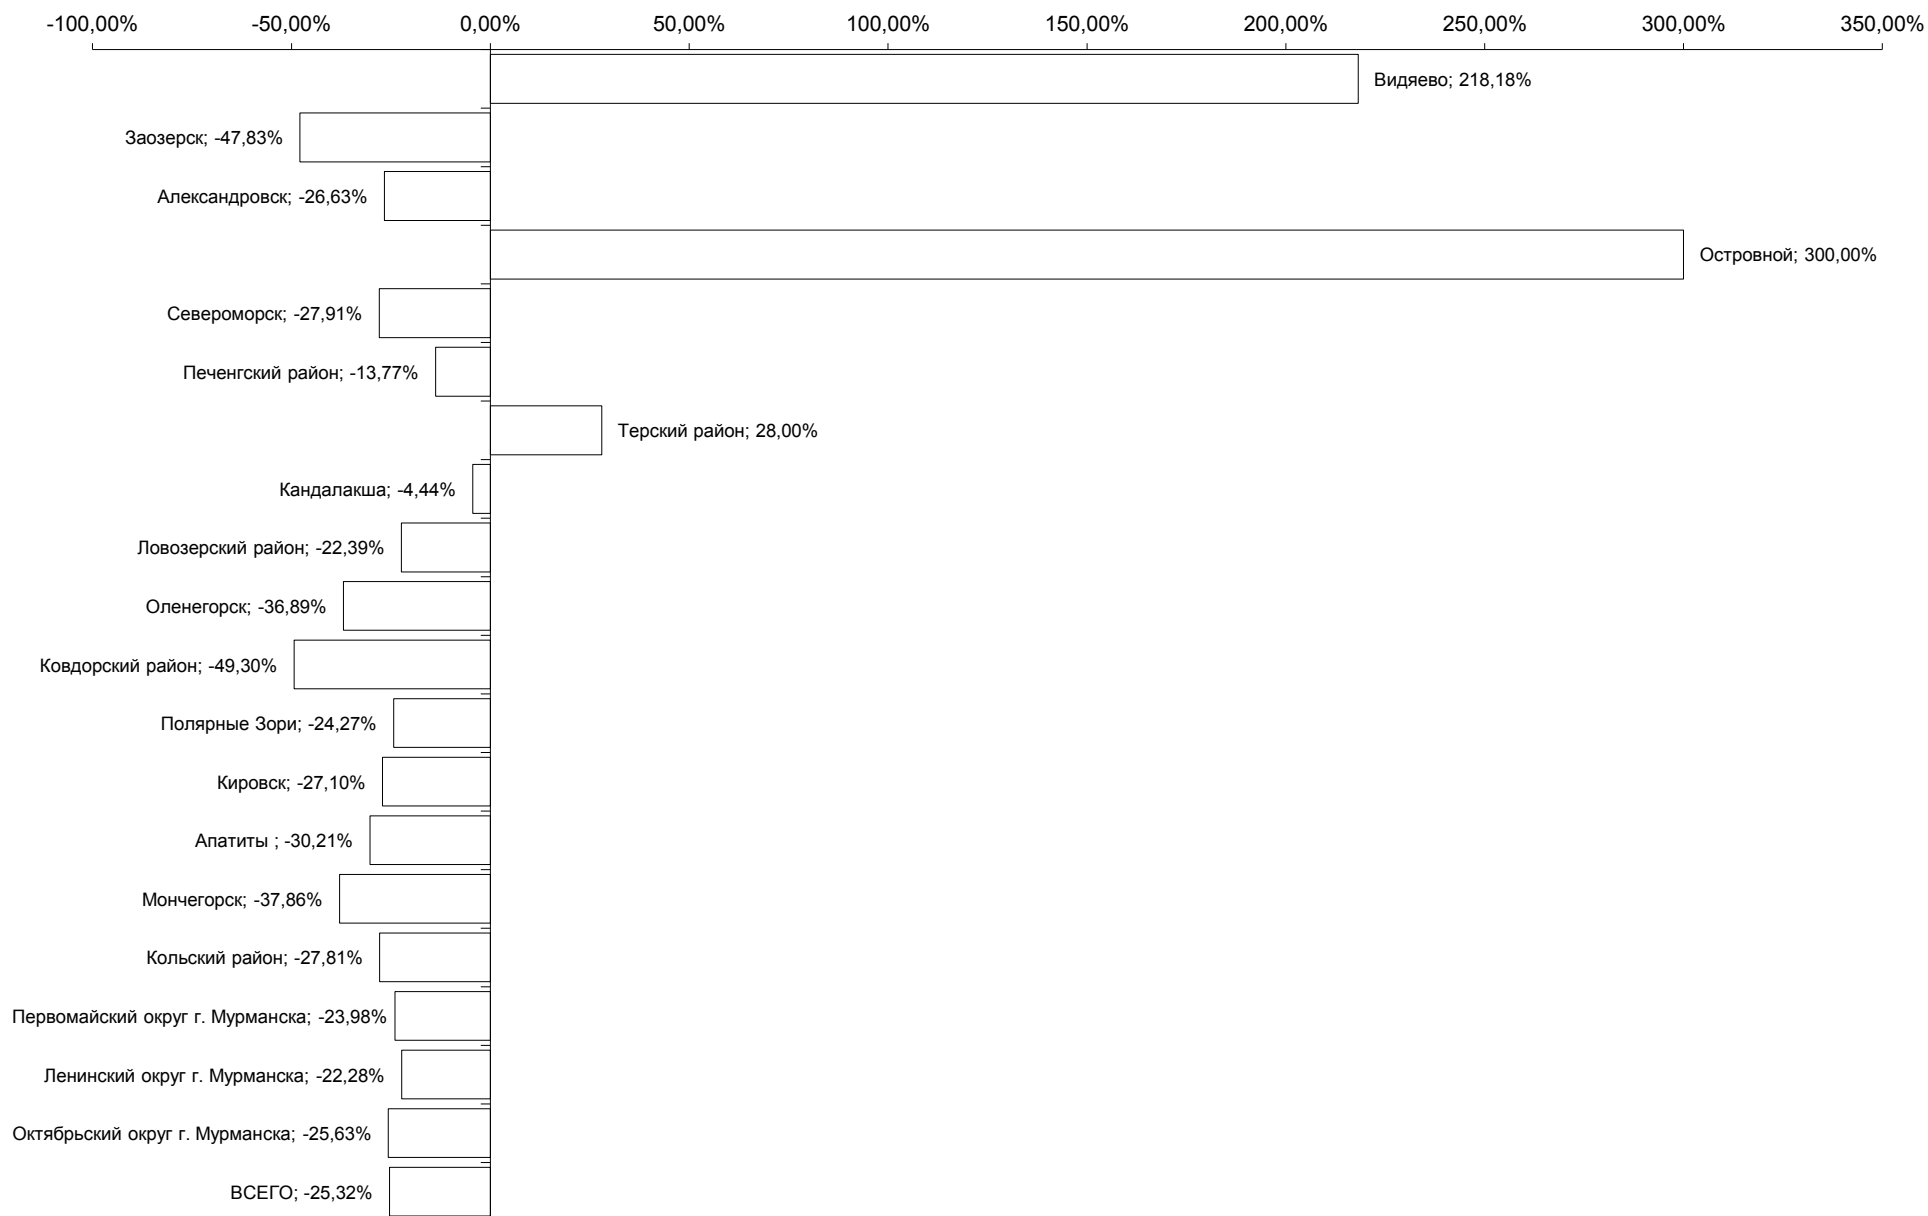 -100,00% -50,00% 0,00% 50,00% 100,00% 150,00% 200,00% 250,00% 300,00% 350,00%
Видяево; 218,18%
Заозерск; -47,83%
Александровск; -26,63%
Островной; 300,00%
Североморск; -27,91%
Печенгский район; -13,77%
Терский район; 28,00%
Кандалакша; -4,44%
Ловозерский район; -22,39%
Оленегорск; -36,89%
Ковдорский район; -49,30%
Полярные Зори; -24,27%
Кировск; -27,10%
Апатиты ; -30,21%
Мончегорск; -37,86%
Кольский район; -27,81%
Первомайский округ г. Мурманска; -23,98%
Ленинский округ г. Мурманска; -22,28%
Октябрьский округ г. Мурманска; -25,63%
ВСЕГО; -25,32%